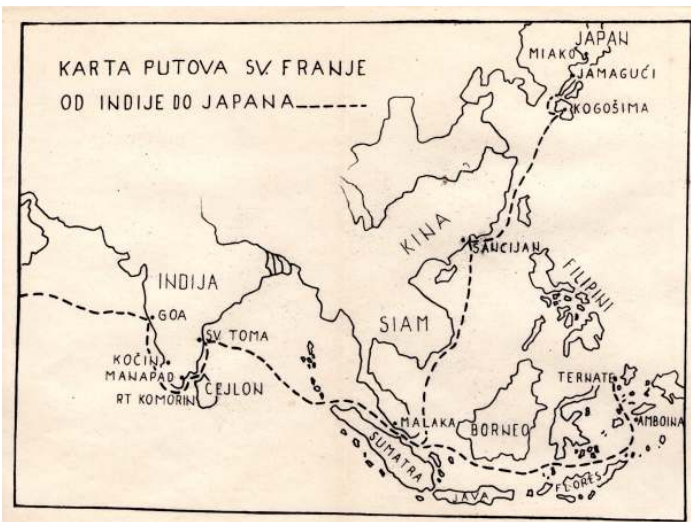 KARTA PUTOVA SV. FRANJE
OD INDIJE DO JAPANA
JAPAN
MIAKO
JAMAGUĆI
KOGOŠIMA
KINA
SANCIJAN
INDIJA
FILIPINI
GOA
SIAM
SV. TOMA
KOČIN
MANAPAD
RT KOMORIN
ČEJLON
TERNATE
MALAKA
BORNEO
AMBOINA
SUMATRA
FLORES
JAVA